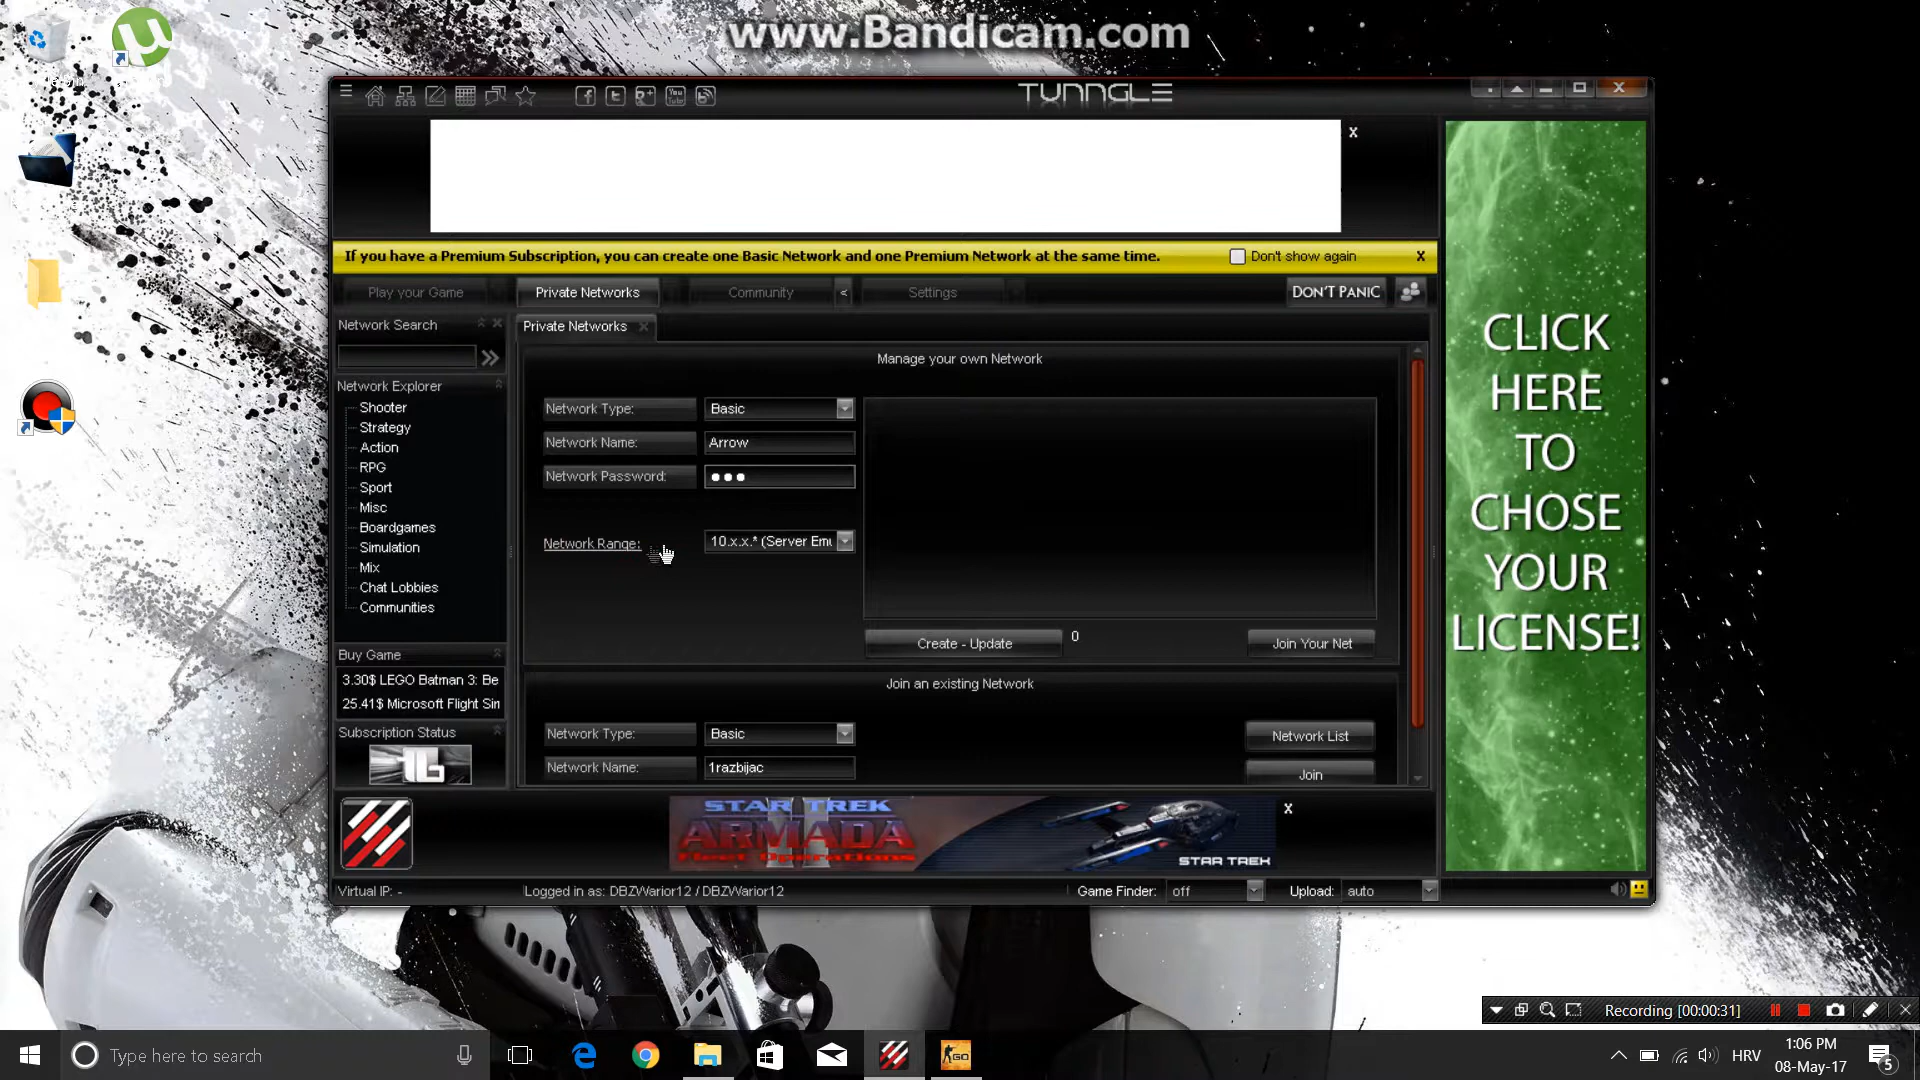 www.Bandicam.com
TUNNGLE
X
If you have a Premium Subscription, you can create one Basic Network and one Premium Network at the same time.
Don't show again
X
Play your Game
Private Networks
Community
<
Settings
DON'T PANIC
Network Search
Private Networks
Manage your own Network
Network Explorer
Shooter
Strategy
Action
RPG
Sport
Misc
Boardgames
Simulation
Mix
Chat Lobbies
Communities
Network Type:
Basic
Network Name:
Arrow
Network Password:
Network Range:
10.x.x.* (Server Emu
Create - Update
0
Join Your Net
Buy Game
3.30$ LEGO Batman 3: Be
25.41$ Microsoft Flight Sin
Subscription Status
Join an existing Network
Network Type:
Basic
Network List
Network Name:
1razbijac
Join
STAR TREK
ARMADA
Fleet Operations
STAR TREK
X
Virtual IP: -
Logged in as: DBZWarior12 / DBZWarior12
Game Finder:
off
Upload:
auto
CLICK
HERE
TO
CHOSE
YOUR
LICENSE!
Recording [00:00:31]
Type here to search
GO
HRV
1:06 PM
08-May-17
5